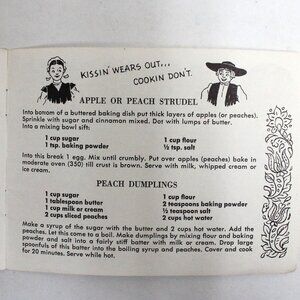 KISSIN' WEARS OUT...
COOKIN DON'T.
APPLE OR PEACH STRUDEL
Into bottom of a buttered baking dish put thick layers of apples (or peaches).
Sprinkle with sugar and cinnamon mixed. Dot with lumps of butter.
Into a mixing bowl sift:
1 cup sugar 1 cup flour
1 tsp. baking powder ½ tsp. salt
Into this break 1 egg. Mix until crumbly. Put over apples (peaches) bake in
moderate oven (350) till crust is brown. Serve with milk, whipped cream or
ice cream.
PEACH DUMPLINGS
1 cup sugar 1 cup flour
1 tablespoon butter 2 teaspoons baking powder
1 cup milk or cream ½ teaspoon salt
2 cups sliced peaches 2 cups hot water
Make a syrup of the sugar with the butter and 2 cups hot water. Add the
peaches. Let this come to a boil. Make dumplings by mixing flour and baking
powder and salt into a fairly stiff batter with milk or cream. Drop large
spoonfuls of this batter into the boiling syrup and peaches. Cover and cook
for 20 minutes. Serve while hot.